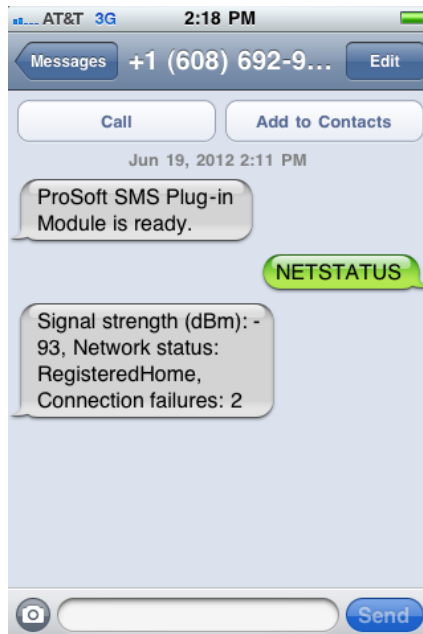 AT&T 3G 2:18 PM
Messages +1 (608) 692-9... Edit
Call Add to Contacts
Jun 19, 2012 2:11 PM
ProSoft SMS Plug-in
Module is ready.
NETSTATUS
Signal strength (dBm): -
93, Network status:
RegisteredHome,
Connection failures: 2
Send